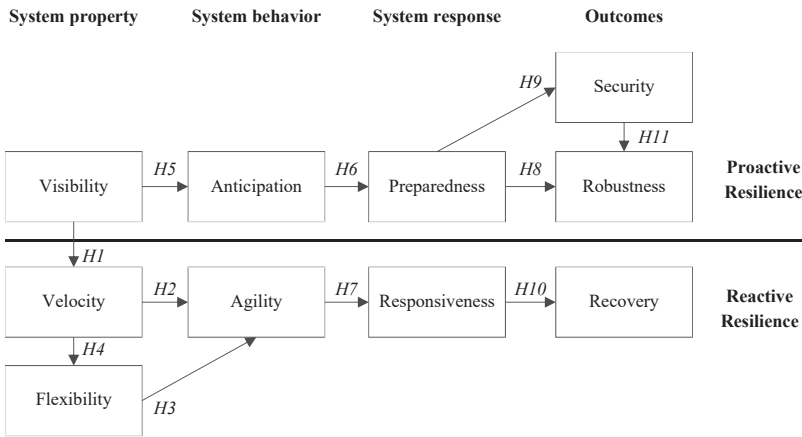 System property
System behavior
System response
Outcomes
H9
Security
H11
Visibility
H5
Anticipation
H6
Preparedness
H8
Robustness
Proactive
Resilience
H1
Velocity
H2
Agility
H7
Responsiveness
H10
Recovery
Reactive
Resilience
H4
Flexibility
H3